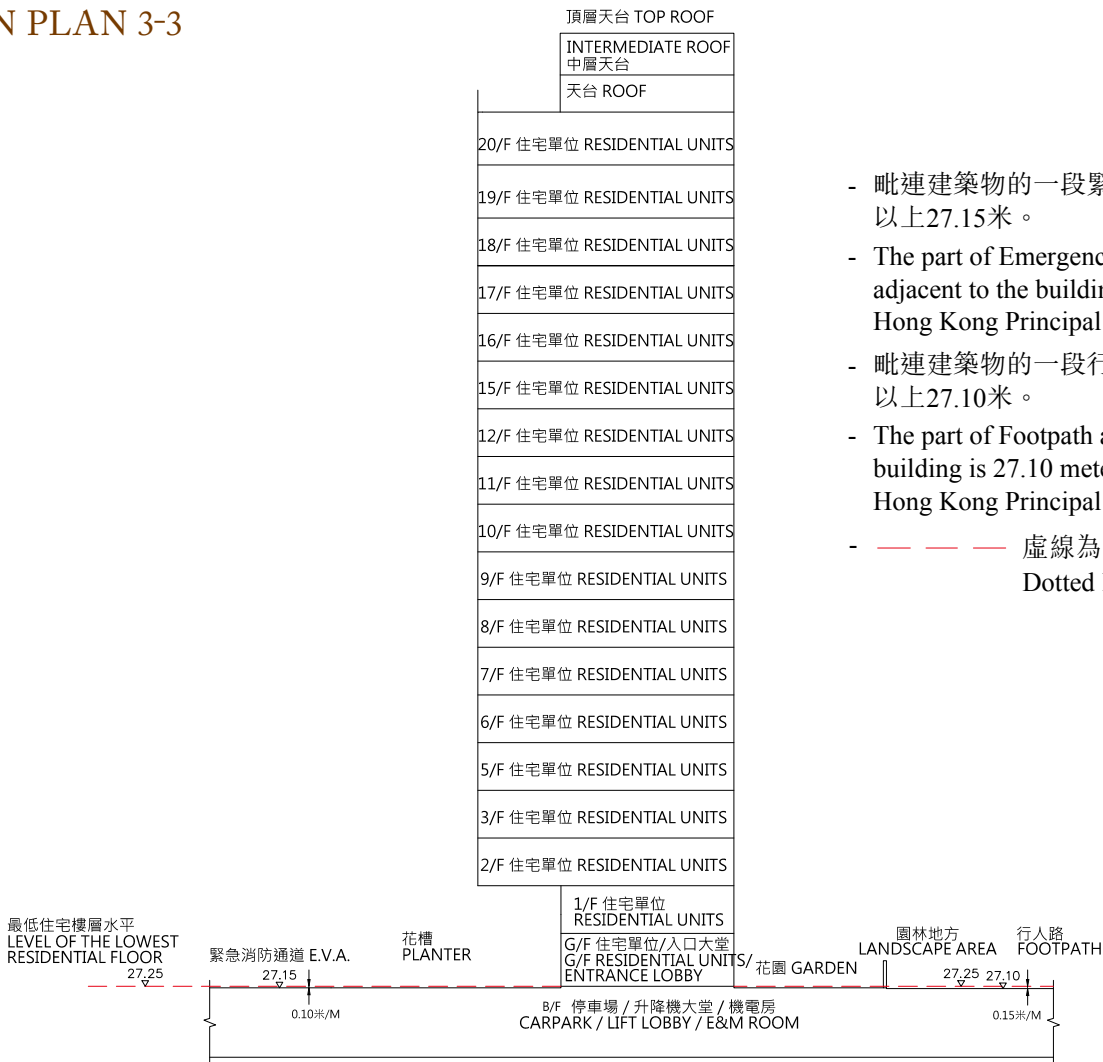 N PLAN 3-3
頂層天台 TOP ROOF
INTERMEDIATE ROOF
中層天台
天台 ROOF
20/F 住宅單位 RESIDENTIAL UNITS
19/F 住宅單位 RESIDENTIAL UNITS
18/F 住宅單位 RESIDENTIAL UNITS
17/F 住宅單位 RESIDENTIAL UNITS
16/F 住宅單位 RESIDENTIAL UNITS
15/F 住宅單位 RESIDENTIAL UNITS
12/F 住宅單位 RESIDENTIAL UNITS
11/F 住宅單位 RESIDENTIAL UNITS
10/F 住宅單位 RESIDENTIAL UNITS
9/F 住宅單位 RESIDENTIAL UNITS
8/F 住宅單位 RESIDENTIAL UNITS
7/F 住宅單位 RESIDENTIAL UNITS
6/F 住宅單位 RESIDENTIAL UNITS
5/F 住宅單位 RESIDENTIAL UNITS
3/F 住宅單位 RESIDENTIAL UNITS
2/F 住宅單位 RESIDENTIAL UNITS
1/F 住宅單位
RESIDENTIAL UNITS
G/F 住宅單位/入口大堂
G/F RESIDENTIAL UNITS/
ENTRANCE LOBBY
B/F 停車場 / 升降機大堂 / 機電房
CARPARK / LIFT LOBBY / E&M ROOM
最低住宅樓層水平
LEVEL OF THE LOWEST
RESIDENTIAL FLOOR
27.25
緊急消防通道 E.V.A.
27.15
0.10米/M
花槽
PLANTER
花園 GARDEN
園林地方
LANDSCAPE AREA
27.25
行人路
FOOTPATH
27.10
0.15米/M
- 毗連建築物的一段緊
以上27.15米。
- The part of Emergenc
adjacent to the buildin
Hong Kong Principal
- 毗連建築物的一段行
以上27.10米。
- The part of Footpath a
building is 27.10 mete
Hong Kong Principal
- 虛線為
Dotted